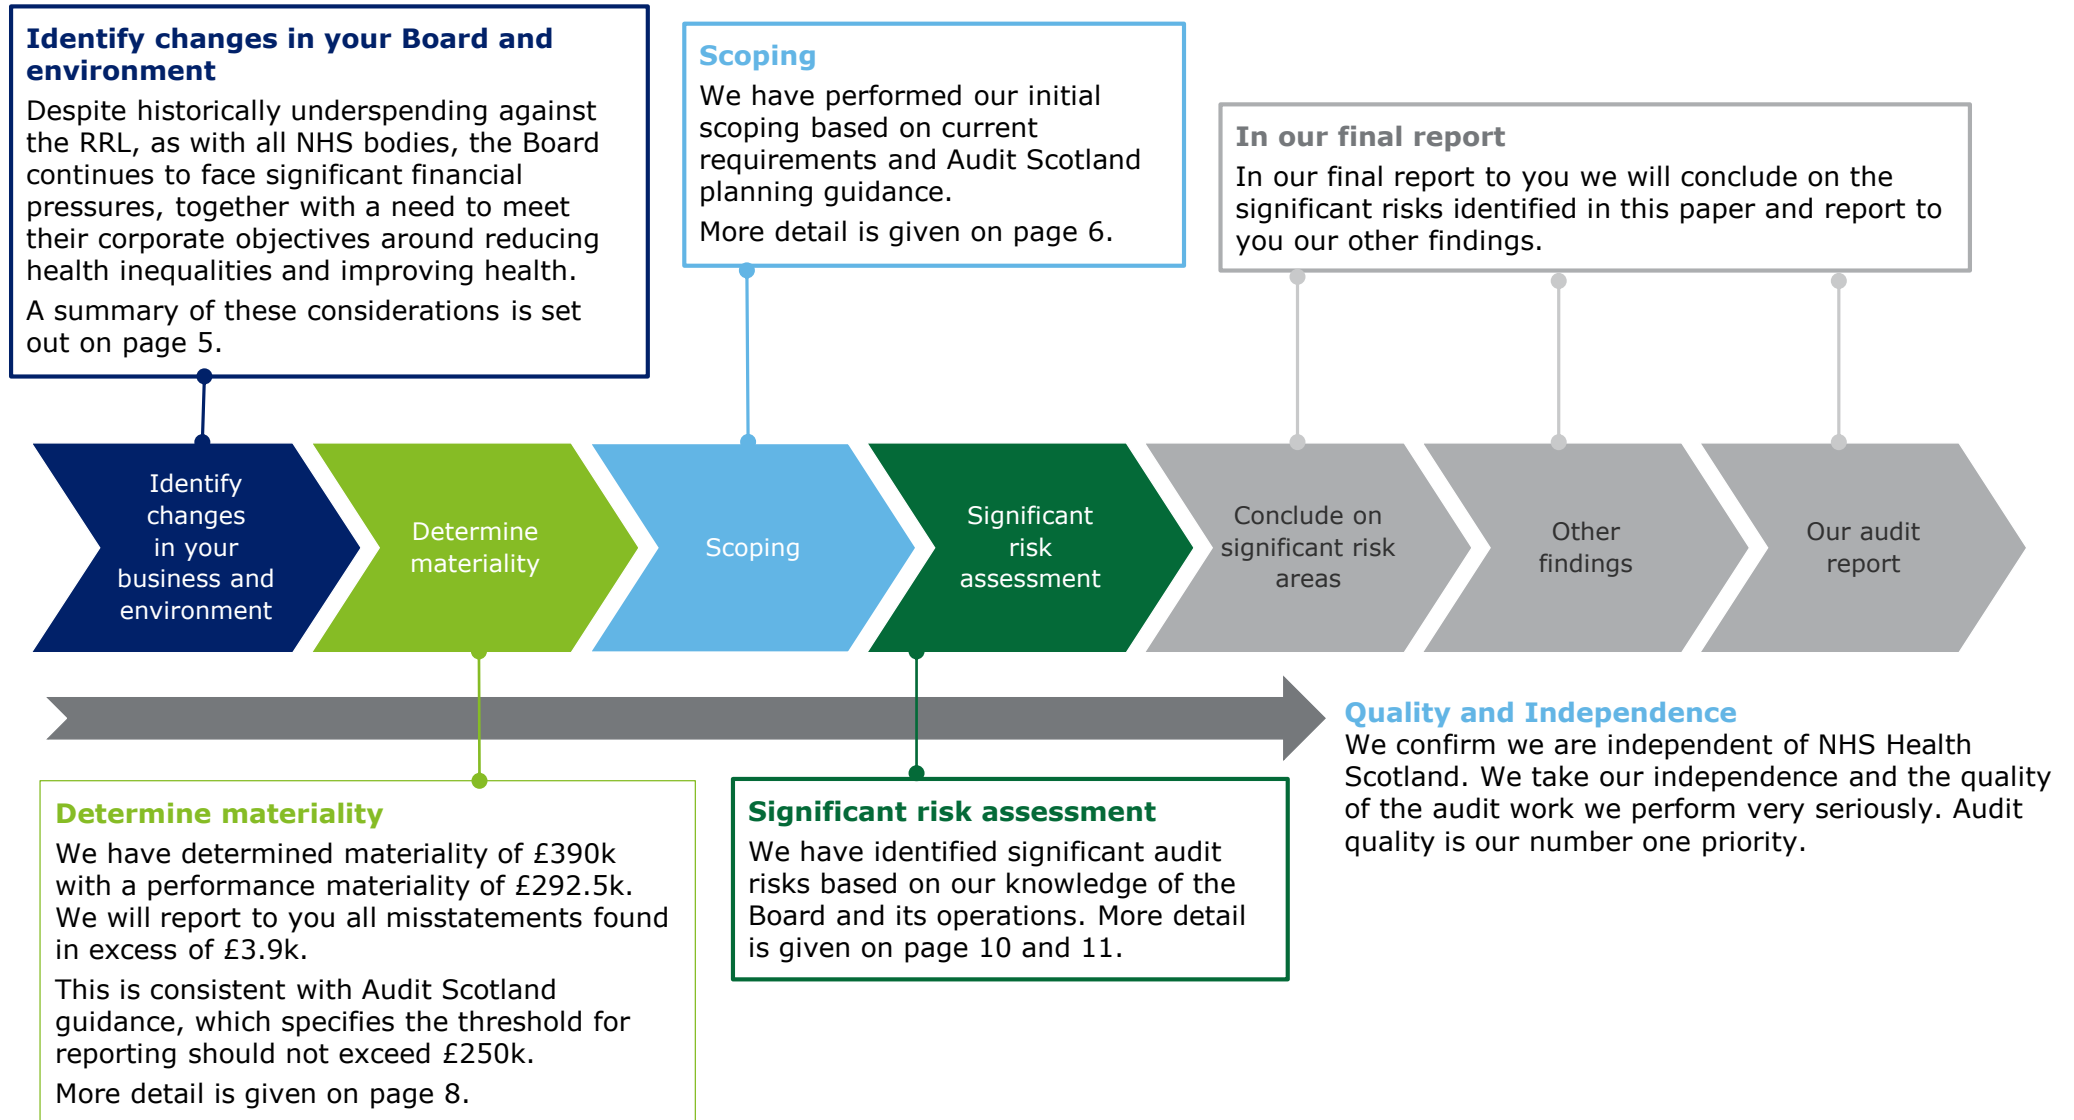 Identify changes in your Board and
environment
Despite historically underspending against
the RRL, as with all NHS bodies, the Board
continues to face significant financial
pressures, together with a need to meet
their corporate objectives around reducing
health inequalities and improving health.
A summary of these considerations is set
out on page 5.
Scoping
We have performed our initial
scoping based on current
requirements and Audit Scotland
planning guidance.
More detail is given on page 6.
In our final report
In our final report to you we will conclude on the
significant risks identified in this paper and report to
you our other findings.
Identify
changes
in your
business and
environment
Determine
materiality
Scoping
Significant
risk
assessment
Conclude on
significant risk
areas
Other
findings
Our audit
report
Determine materiality
We have determined materiality of £390k
with a performance materiality of £292.5k.
We will report to you all misstatements found
in excess of £3.9k.
This is consistent with Audit Scotland
guidance, which specifies the threshold for
reporting should not exceed £250k.
More detail is given on page 8.
Significant risk assessment
We have identified significant audit
risks based on our knowledge of the
Board and its operations. More detail
is given on page 10 and 11.
Quality and Independence
We confirm we are independent of NHS Health
Scotland. We take our independence and the quality
of the audit work we perform very seriously. Audit
quality is our number one priority.